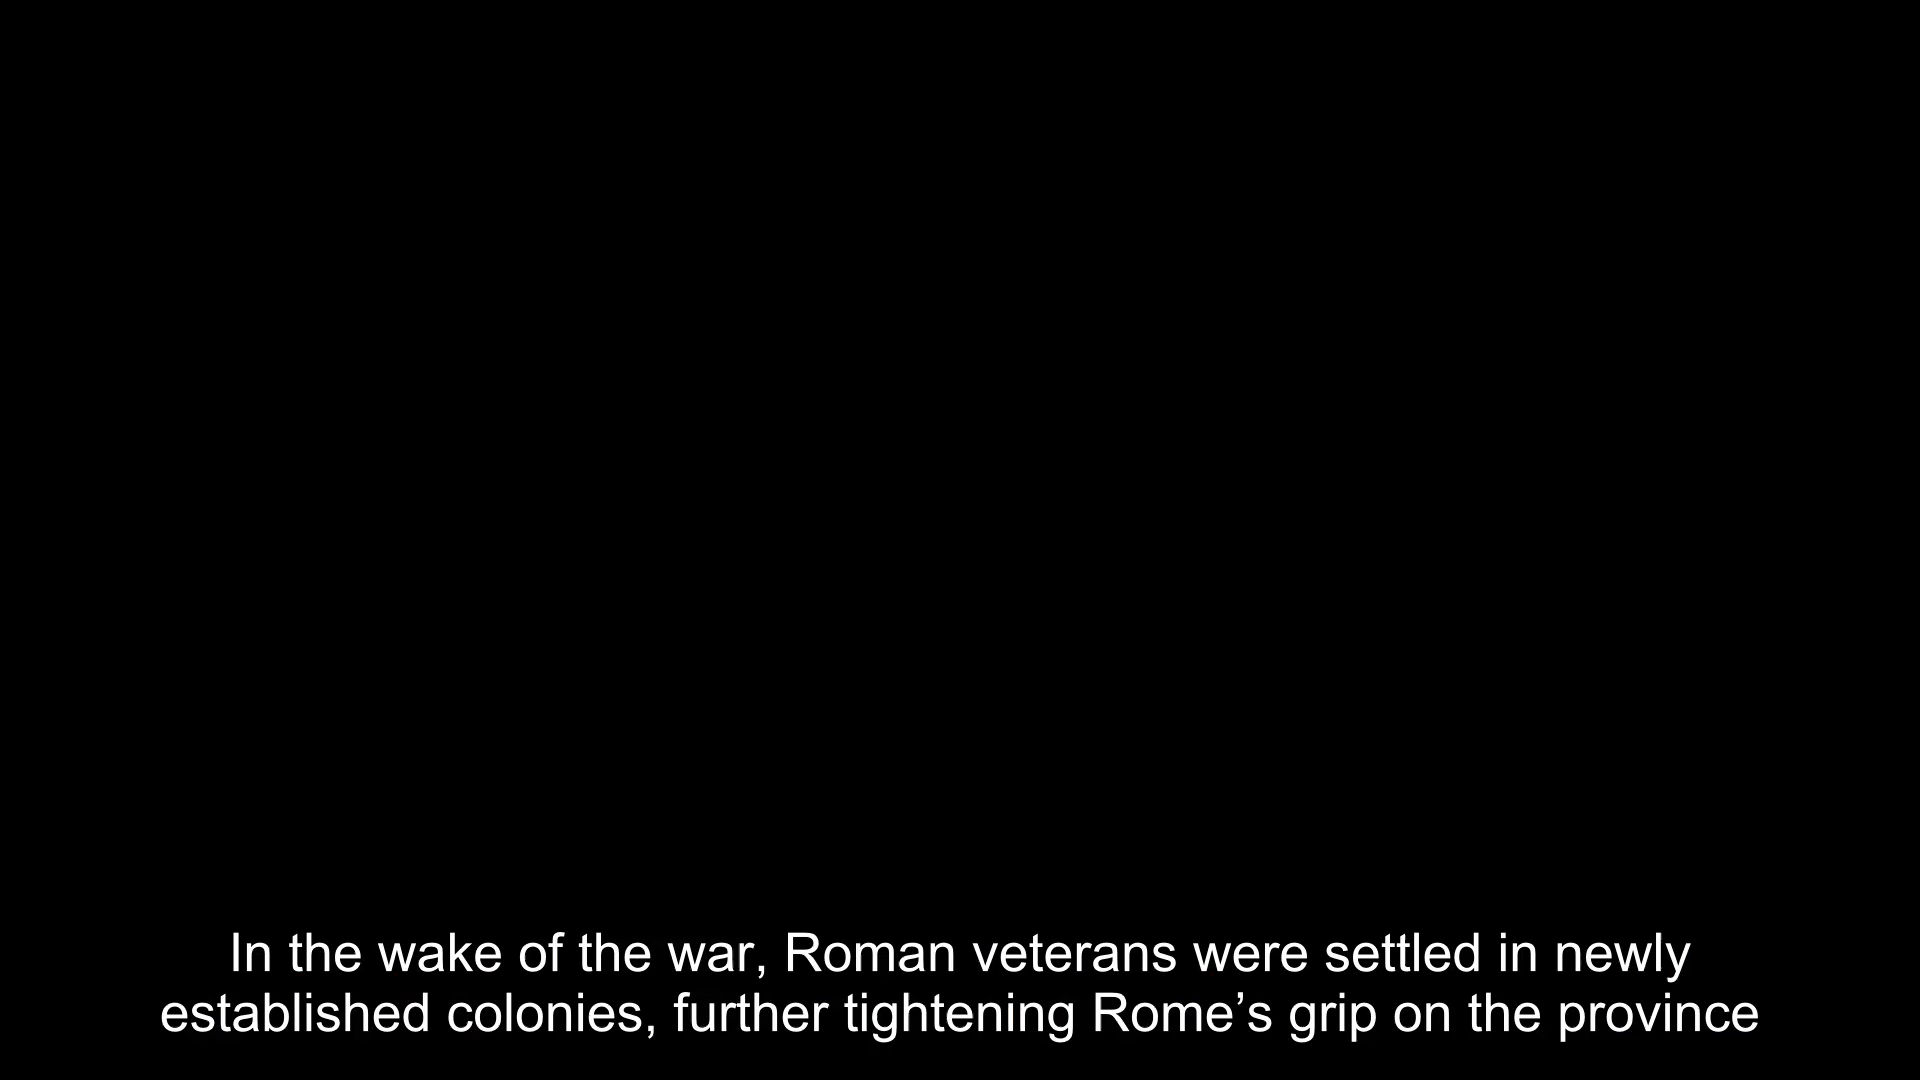 In the wake of the war, Roman veterans were settled in newly
established colonies, further tightening Rome’s grip on the province